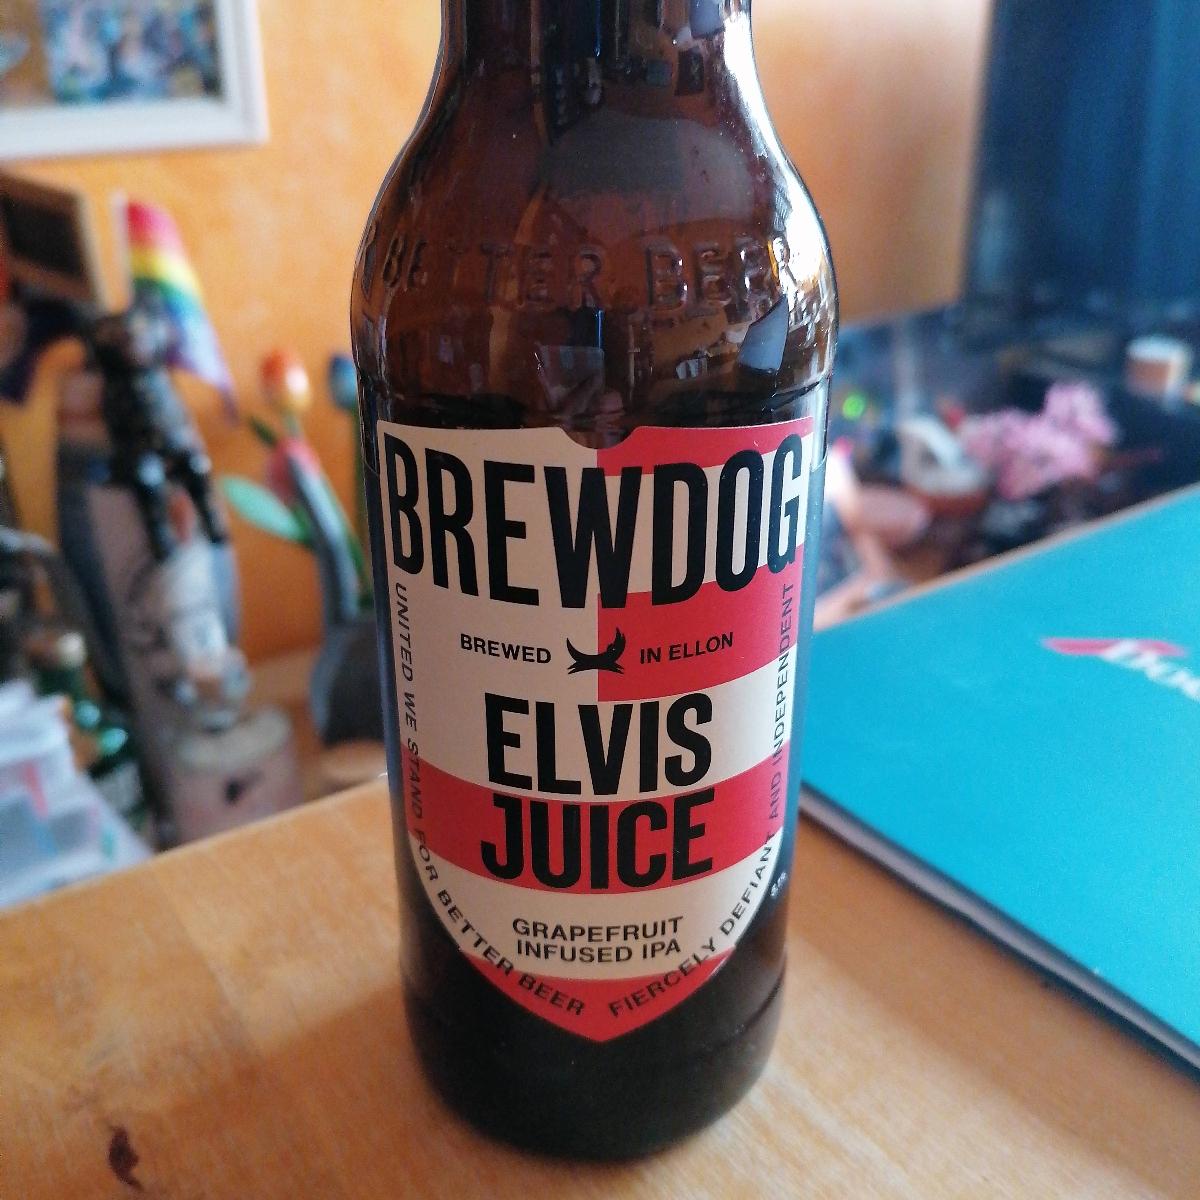 BETTER BEER
BREWDOG
BREWED IN ELLON
ELVIS
JUICE
GRAPEFRUIT
INFUSED IPA
UNITED WE STAND FOR BETTER BEER
FIERCELY DEFIANT AND INDEPENDENT